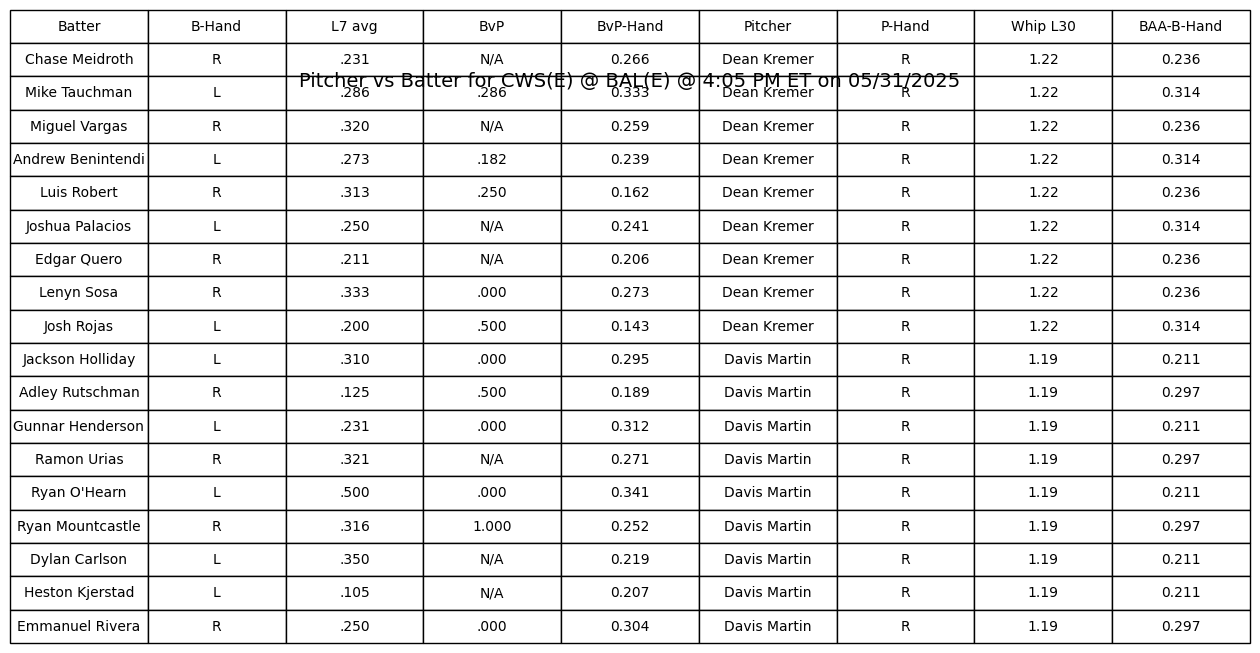 Batter B-Hand L7 avg BvP BvP-Hand Pitcher P-Hand Whip L30 BAA-B-Hand
Chase Meidroth R .231 N/A 0.266 Dean Kremer R 1.22 0.236
Pitcher vs Batter for CWS(E) @ BAL(E) @ 4:05 PM ET on 05/31/2025
Mike Tauchman L .286 .286 0.333 Dean Kremer R 1.22 0.314
Miguel Vargas R .320 N/A 0.259 Dean Kremer R 1.22 0.236
Andrew Benintendi L .273 .182 0.239 Dean Kremer R 1.22 0.314
Luis Robert R .313 .250 0.162 Dean Kremer R 1.22 0.236
Joshua Palacios L .250 N/A 0.241 Dean Kremer R 1.22 0.314
Edgar Quero R .211 N/A 0.206 Dean Kremer R 1.22 0.236
Lenyn Sosa R .333 .000 0.273 Dean Kremer R 1.22 0.236
Josh Rojas L .200 .500 0.143 Dean Kremer R 1.22 0.314
Jackson Holliday L .310 .000 0.295 Davis Martin R 1.19 0.211
Adley Rutschman R .125 .500 0.189 Davis Martin R 1.19 0.297
Gunnar Henderson L .231 .000 0.312 Davis Martin R 1.19 0.211
Ramon Urias R .321 N/A 0.271 Davis Martin R 1.19 0.297
Ryan O'Hearn L .500 .000 0.341 Davis Martin R 1.19 0.211
Ryan Mountcastle R .316 1.000 0.252 Davis Martin R 1.19 0.297
Dylan Carlson L .350 N/A 0.219 Davis Martin R 1.19 0.211
Heston Kjerstad L .105 N/A 0.207 Davis Martin R 1.19 0.211
Emmanuel Rivera R .250 .000 0.304 Davis Martin R 1.19 0.297